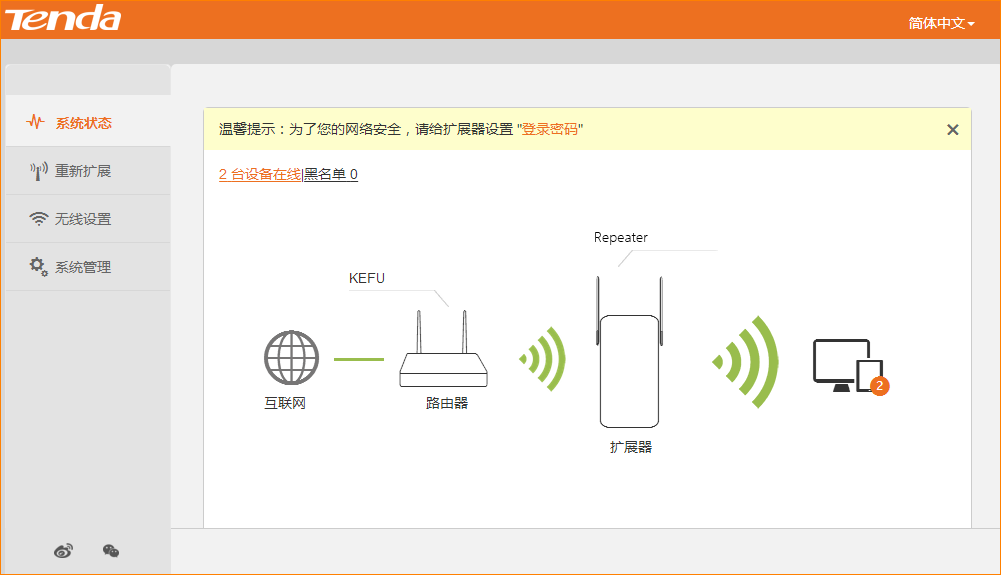 Tenda
简体中文
系统状态
重新扩展
无线设置
系统管理
温馨提示：为了您的网络安全，请给扩展器设置 "登录密码"
2 台设备在线|黑名单 0
Repeater
KEFU
2
互联网
路由器
扩展器